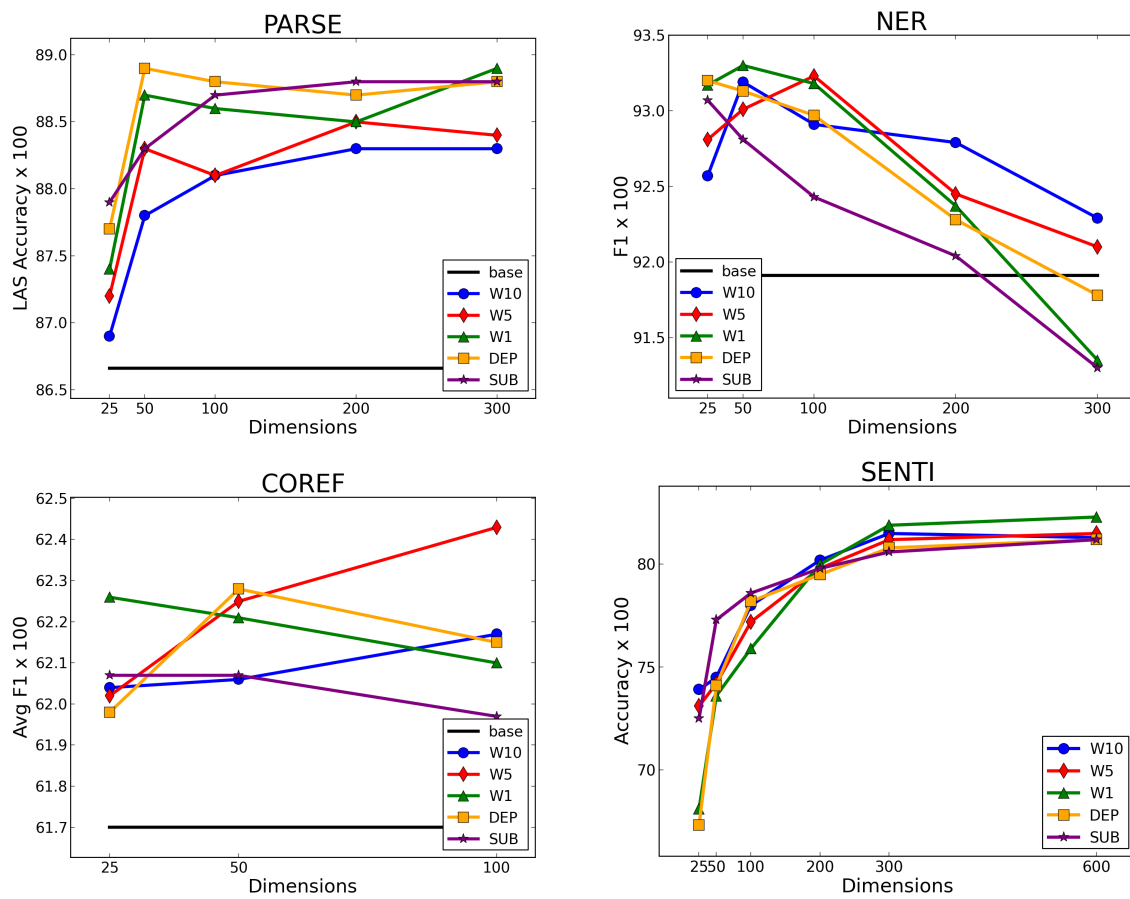 PARSE
LAS Accuracy x 100
89.0
88.5
88.0
87.5
87.0
86.5
25 50 100 200 300
Dimensions
base
W10
W5
W1
DEP
SUB
NER
F1 x 100
93.5
93.0
92.5
92.0
91.5
25 50 100 200 300
Dimensions
base
W10
W5
W1
DEP
SUB
COREF
Avg F1 x 100
62.5
62.4
62.3
62.2
62.1
62.0
61.9
61.8
61.7
25 50 100
Dimensions
base
W10
W5
W1
DEP
SUB
SENTI
Accuracy x 100
80
75
70
25 50 100 200 300 600
Dimensions
W10
W5
W1
DEP
SUB